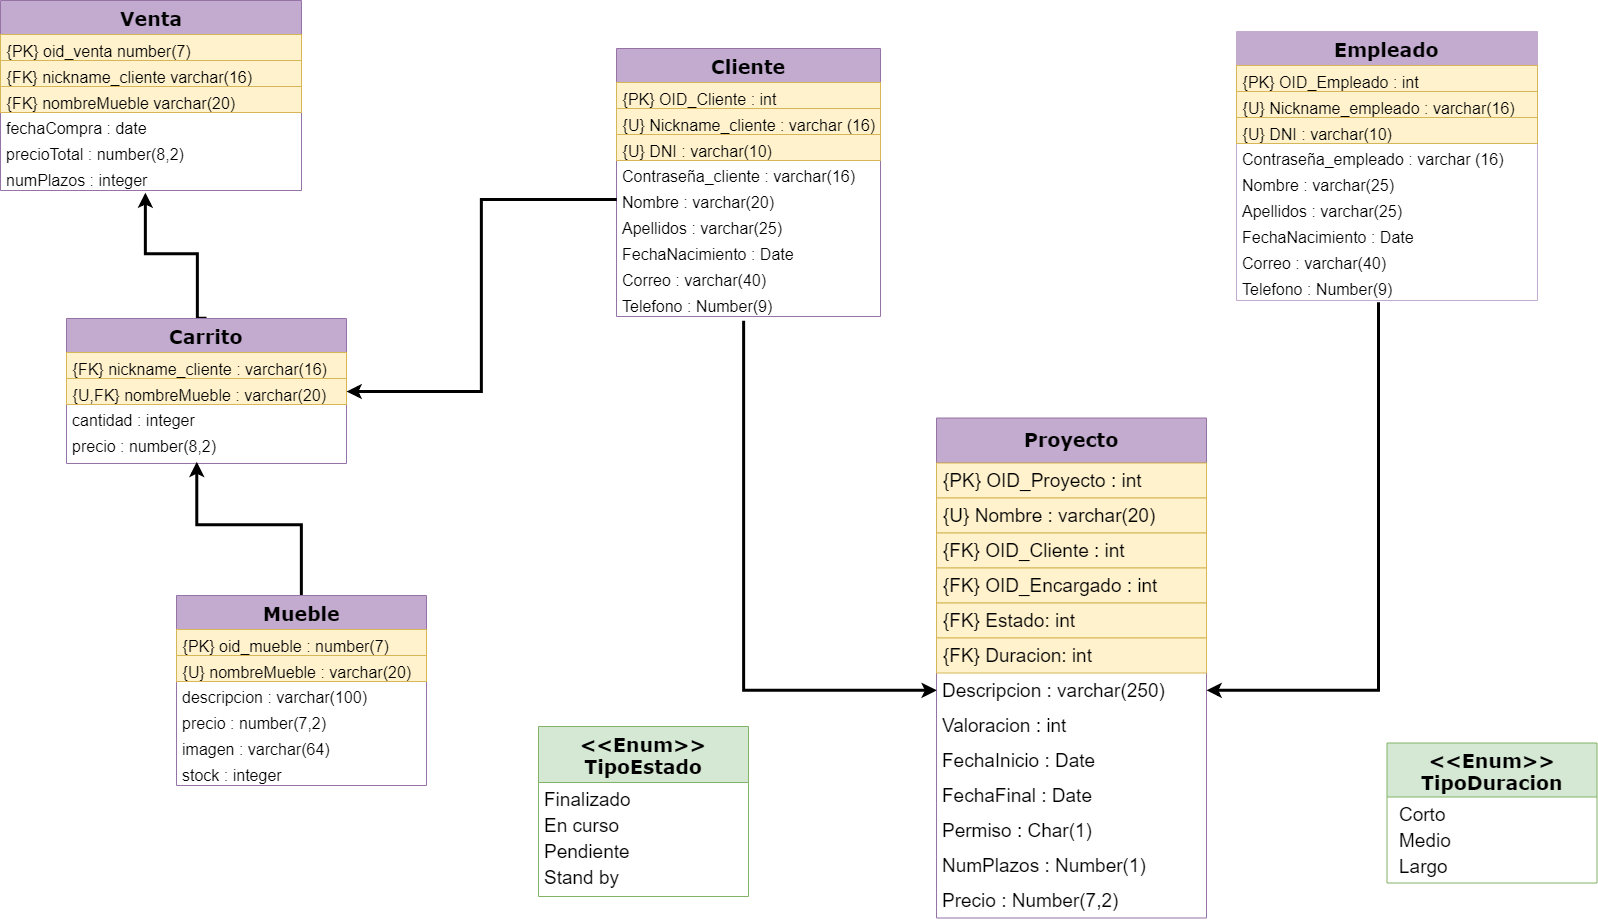 Venta
{PK} oid_venta number(7)
{FK} nickname_cliente varchar(16)
{FK} nombreMueble varchar(20)
fechaCompra : date
precioTotal : number(8,2)
numPlazos : integer
Cliente
{PK} OID_Cliente : int
{U} Nickname_cliente : varchar (16)
{U} DNI : varchar(10)
Contraseña_cliente : varchar(16)
Nombre : varchar(20)
Apellidos : varchar(25)
FechaNacimiento : Date
Correo : varchar(40)
Telefono : Number(9)
Empleado
{PK} OID_Empleado : int
{U} Nickname_empleado : varchar(16)
{U} DNI : varchar(10)
Contraseña_empleado : varchar (16)
Nombre : varchar(25)
Apellidos : varchar(25)
FechaNacimiento : Date
Correo : varchar(40)
Telefono : Number(9)
Carrito
{FK} nickname_cliente : varchar(16)
{U,FK} nombreMueble : varchar(20)
cantidad : integer
precio : number(8,2)
Mueble
{PK} oid_mueble : number(7)
{U} nombreMueble : varchar(20)
descripcion : varchar(100)
precio : number(7,2)
imagen : varchar(64)
stock : integer
Proyecto
{PK} OID_Proyecto : int
{U} Nombre : varchar(20)
{FK} OID_Cliente : int
{FK} OID_Encargado : int
{FK} Estado: int
{FK} Duracion: int
Descripcion : varchar(250)
Valoracion : int
FechaInicio : Date
FechaFinal : Date
Permiso : Char(1)
NumPlazos : Number(1)
Precio : Number(7,2)
<<Enum>>
TipoEstado
Finalizado
En curso
Pendiente
Stand by
<<Enum>>
TipoDuracion
Corto
Medio
Largo